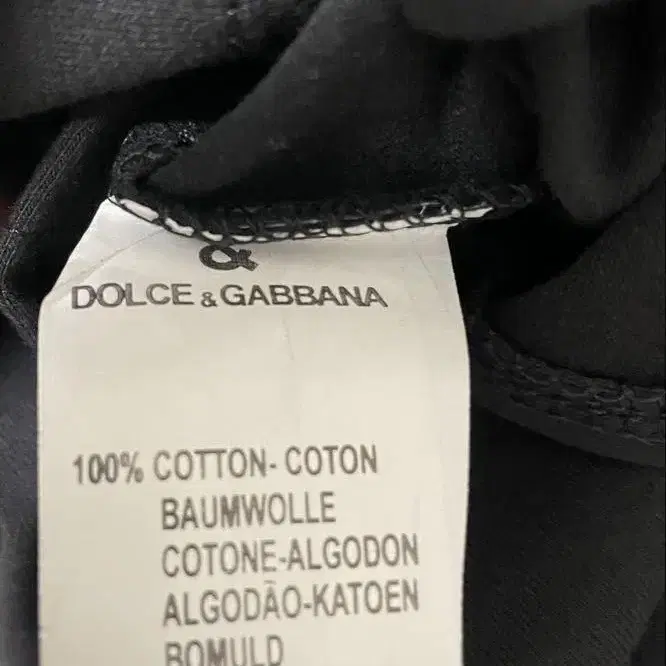 &
DOLCE & GABBANA
100% COTTON- COTON
BAUMWOLLE
COTONE-ALGODON
ALGODÃO-KATOEN
BOMULD